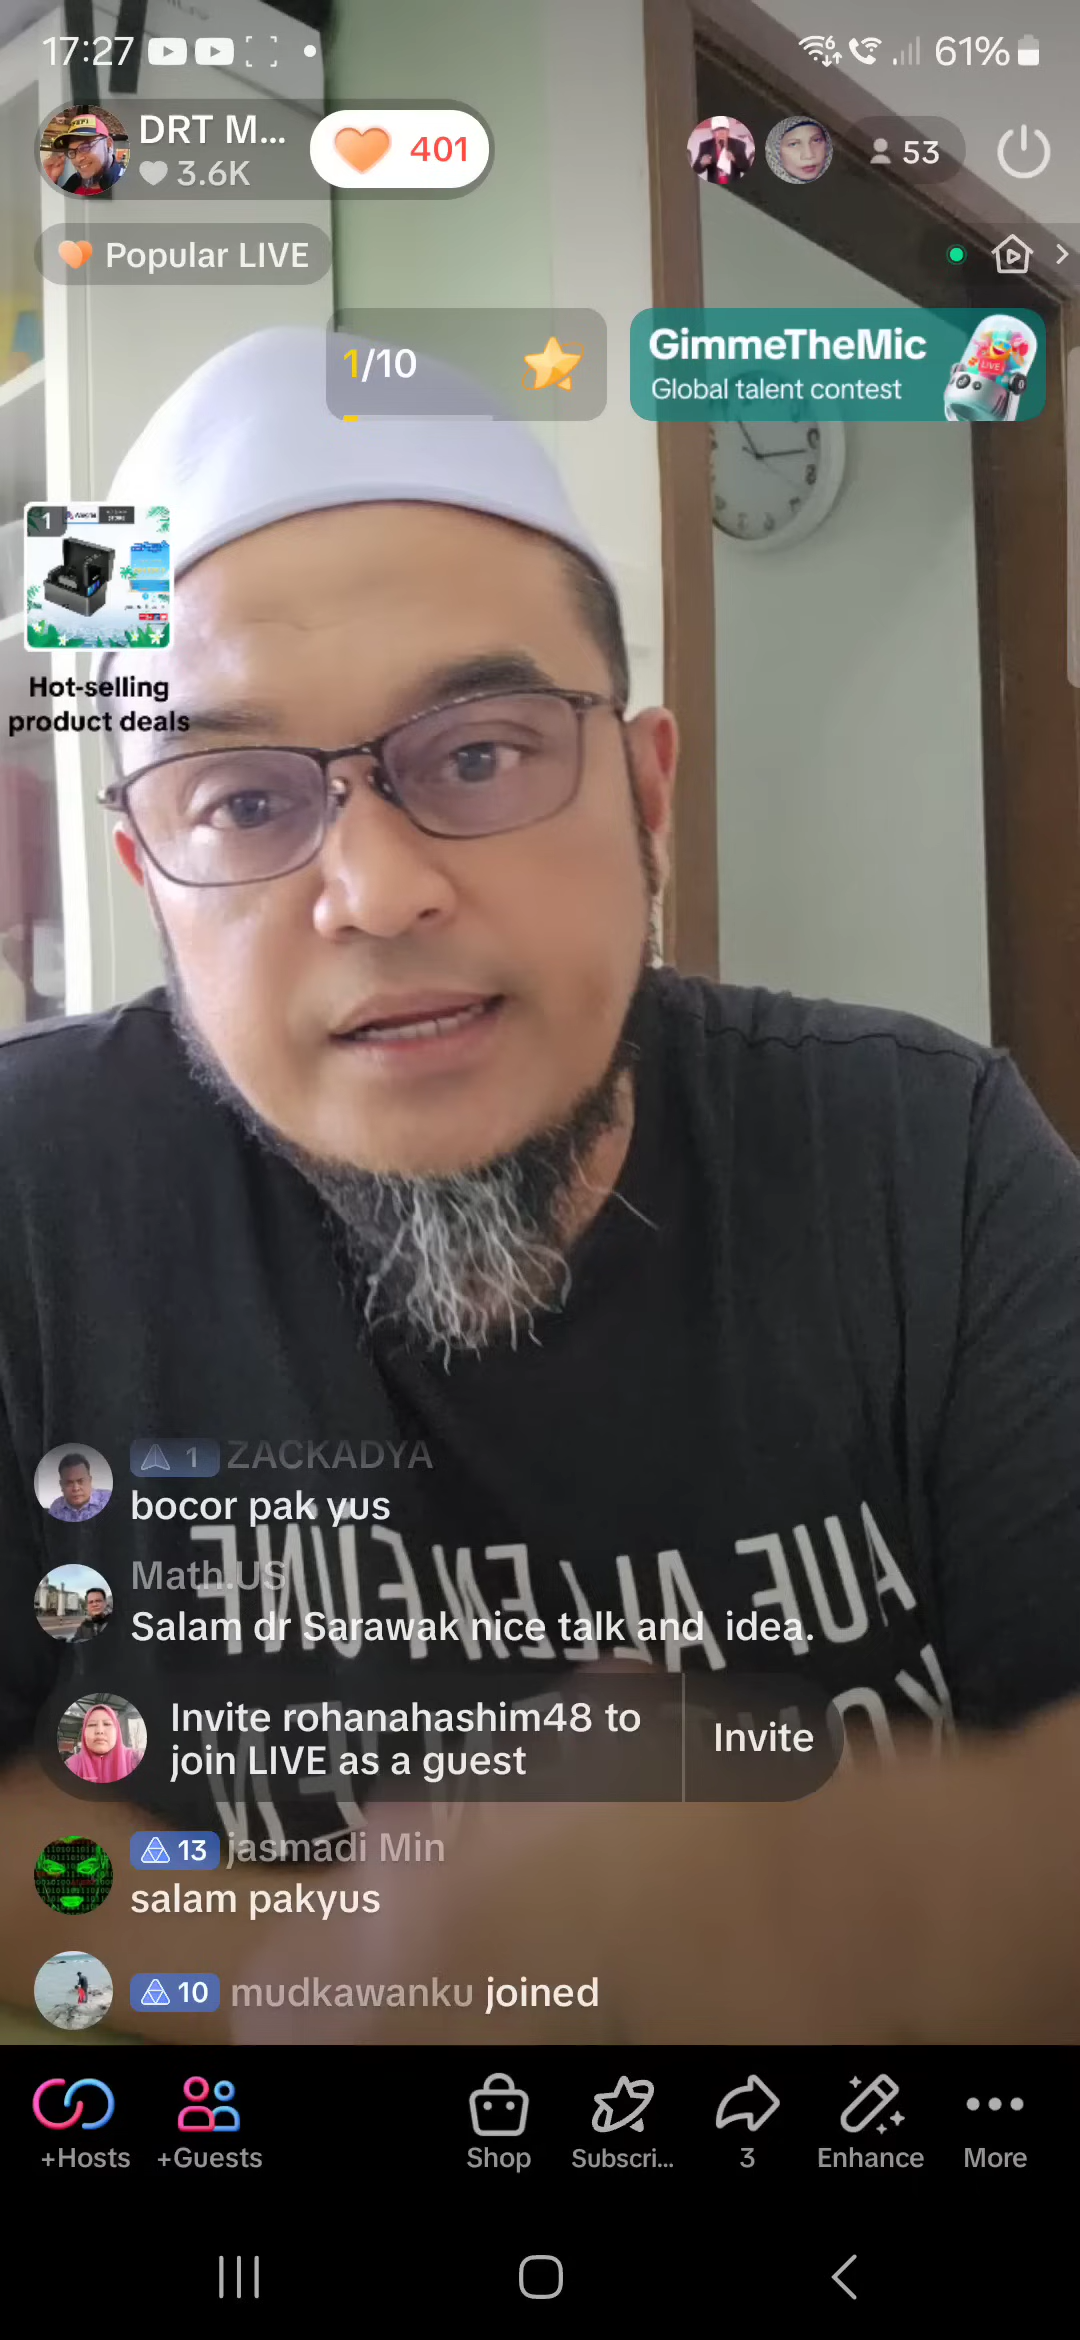 17:27
61%
DRT M...
3.6K
401
53
Popular LIVE
1/10
GimmeTheMic
Global talent contest
LIVE
1
Hot-selling
product deals
1 ZACKADYA
bocor pak yus
Math.US
Salam dr Sarawak nice talk and idea.
Invite rohanahashim48 to
join LIVE as a guest
Invite
13 jasmadi Min
salam pakyus
10 mudkawanku joined
+Hosts
+Guests
Shop
Subscri...
3
Enhance
More